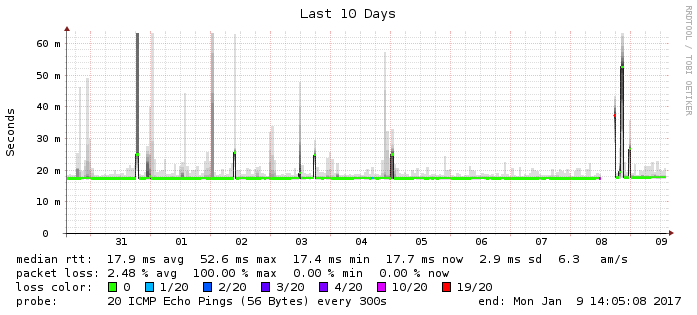 Last 10 Days
RRDTOOL / TOBI OETIKER
Seconds
60 m
50 m
40 m
30 m
20 m
10 m
0
31 01 02 03 04 05 06 07 08 09
median rtt: 17.9 ms avg 52.6 ms max 17.4 ms min 17.7 ms now 2.9 ms sd 6.3 am/s
packet loss: 2.48 % avg 100.00 % max 0.00 % min 0.00 % now
loss color: 0 1/20 2/20 3/20 4/20 10/20 19/20
probe: 20 ICMP Echo Pings (56 Bytes) every 300s end: Mon Jan 9 14:05:08 2017